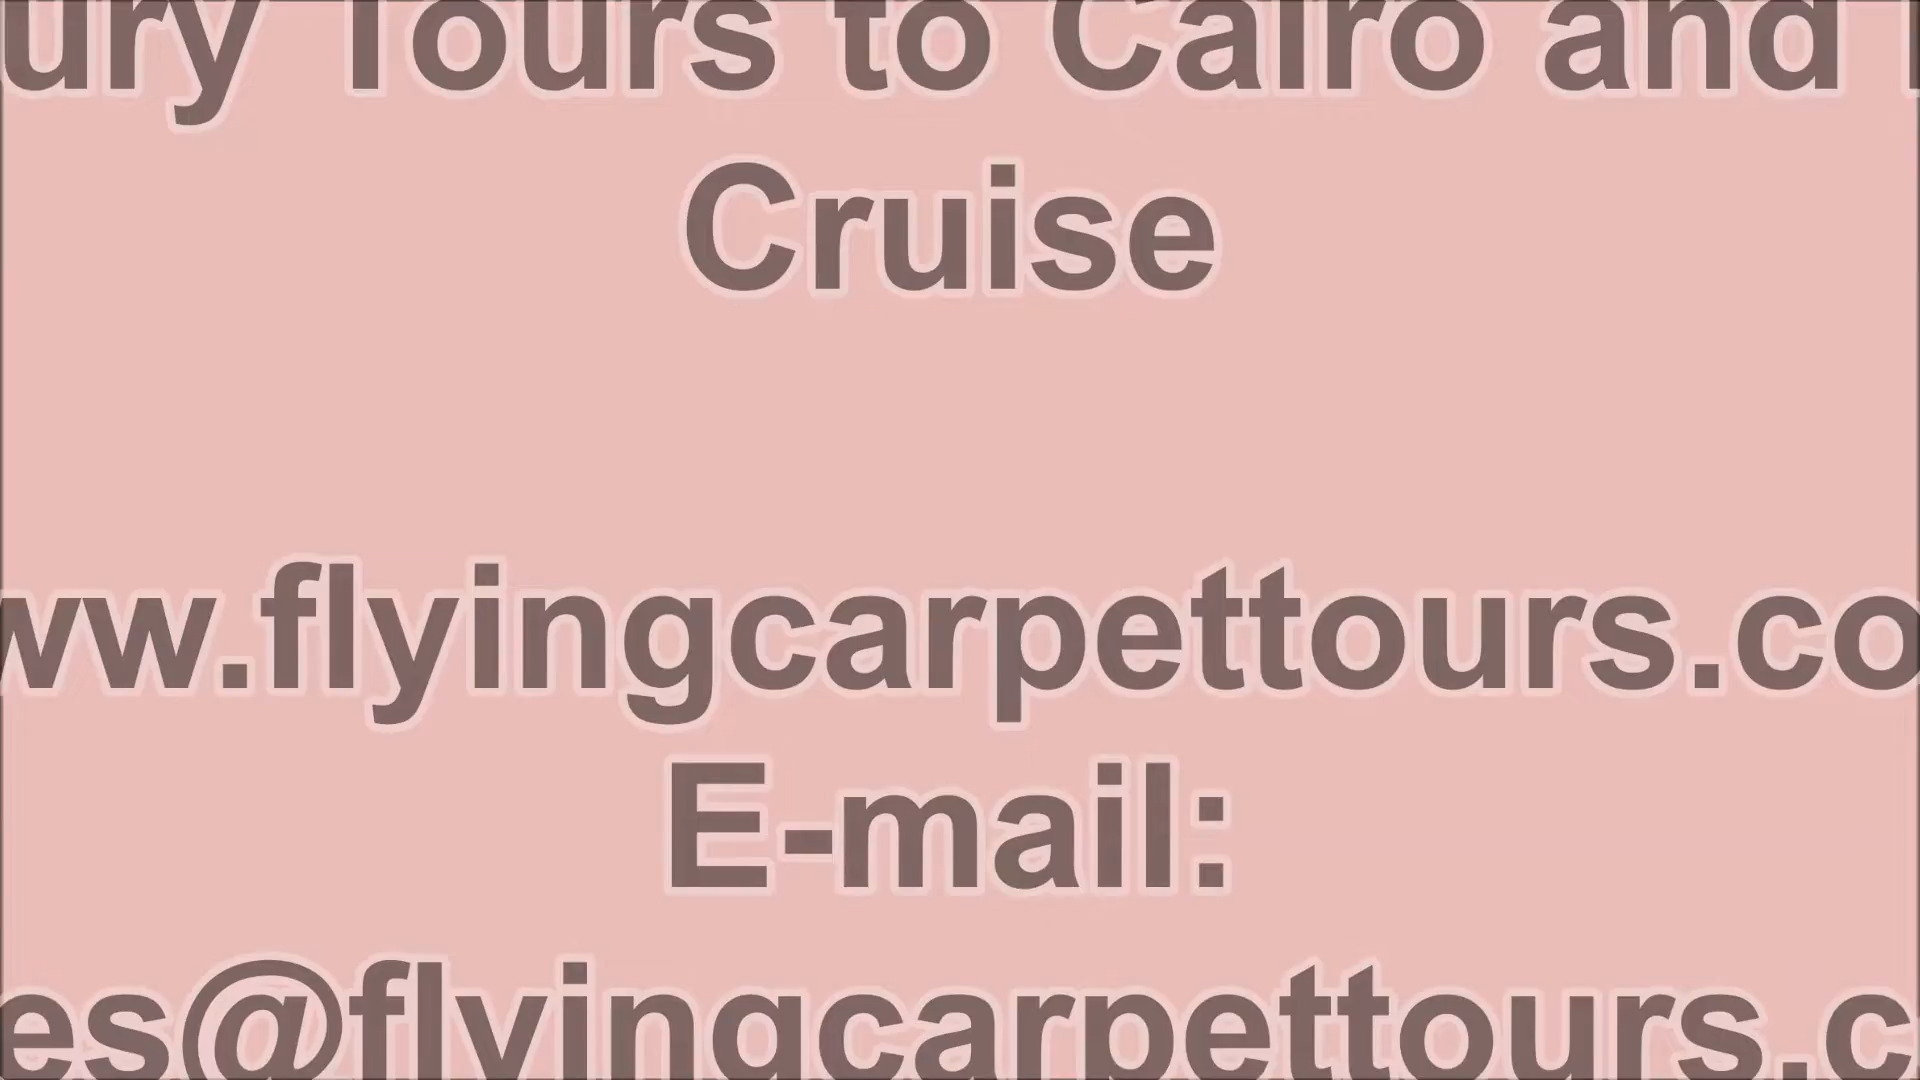 ury Tours to Cairo and
Cruise
ww.flyingcarpettours.co
E-mail:
es@flyingcarpettours.c